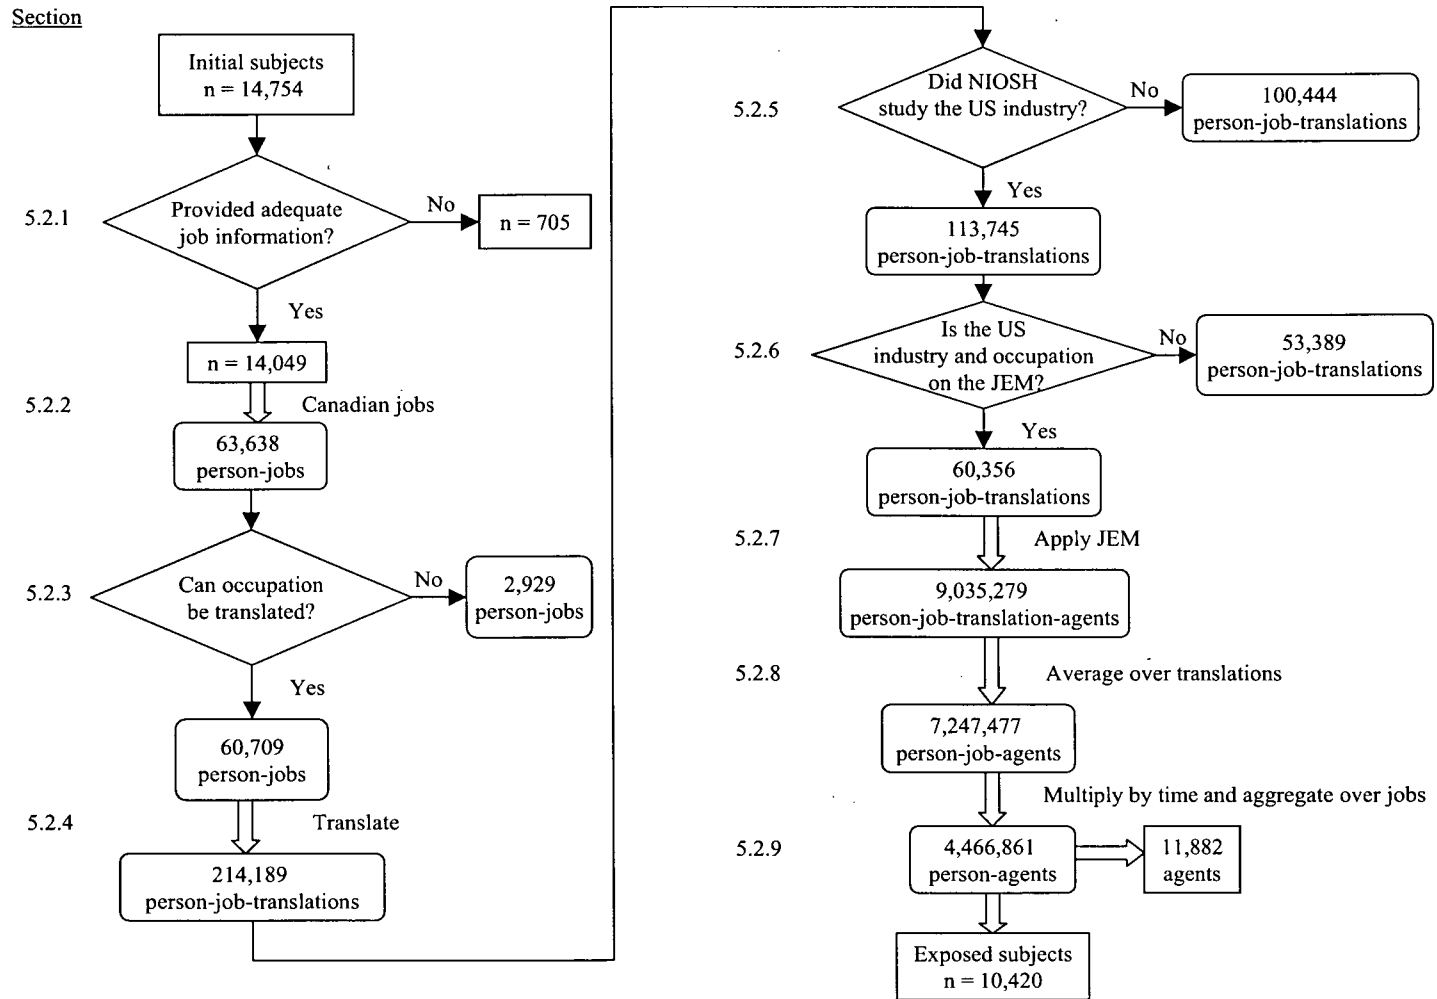 Section
Initial subjects
n = 14,754
5.2.1
Provided adequate
job information?
No
n = 705
Yes
n = 14,049
5.2.2
Canadian jobs
63,638
person-jobs
5.2.3
Can occupation
be translated?
No
2,929
person-jobs
Yes
60,709
person-jobs
5.2.4
Translate
214,189
person-job-translations
5.2.5
Did NIOSH
study the US industry?
No
100,444
person-job-translations
Yes
113,745
person-job-translations
5.2.6
Is the US
industry and occupation
on the JEM?
No
53,389
person-job-translations
Yes
60,356
person-job-translations
5.2.7
Apply JEM
9,035,279
person-job-translation-agents
5.2.8
Average over translations
7,247,477
person-job-agents
Multiply by time and aggregate over jobs
5.2.9
4,466,861
person-agents
11,882
agents
Exposed subjects
n = 10,420